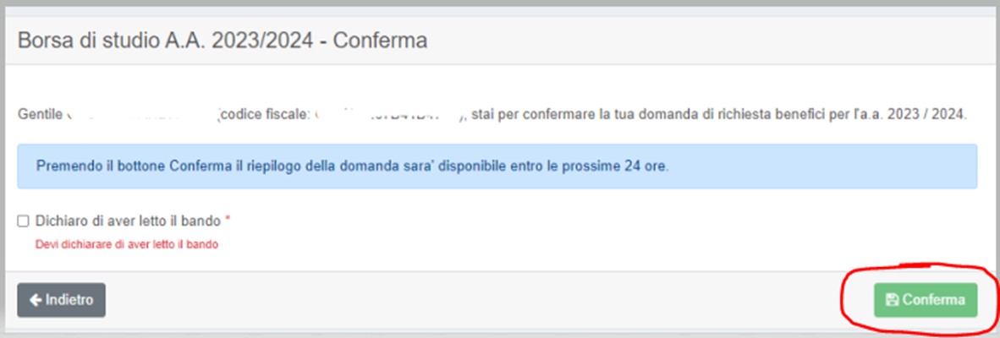 Borsa di studio A.A. 2023/2024 - Conferma
Gentile (codice fiscale: ), stai per confermare la tua domanda di richiesta benefici per l'a.a. 2023 / 2024.
Premendo il bottone Conferma il riepilogo della domanda sara' disponibile entro le prossime 24 ore.
Dichiaro di aver letto il bando *
Devi dichiarare di aver letto il bando
Indietro
Conferma